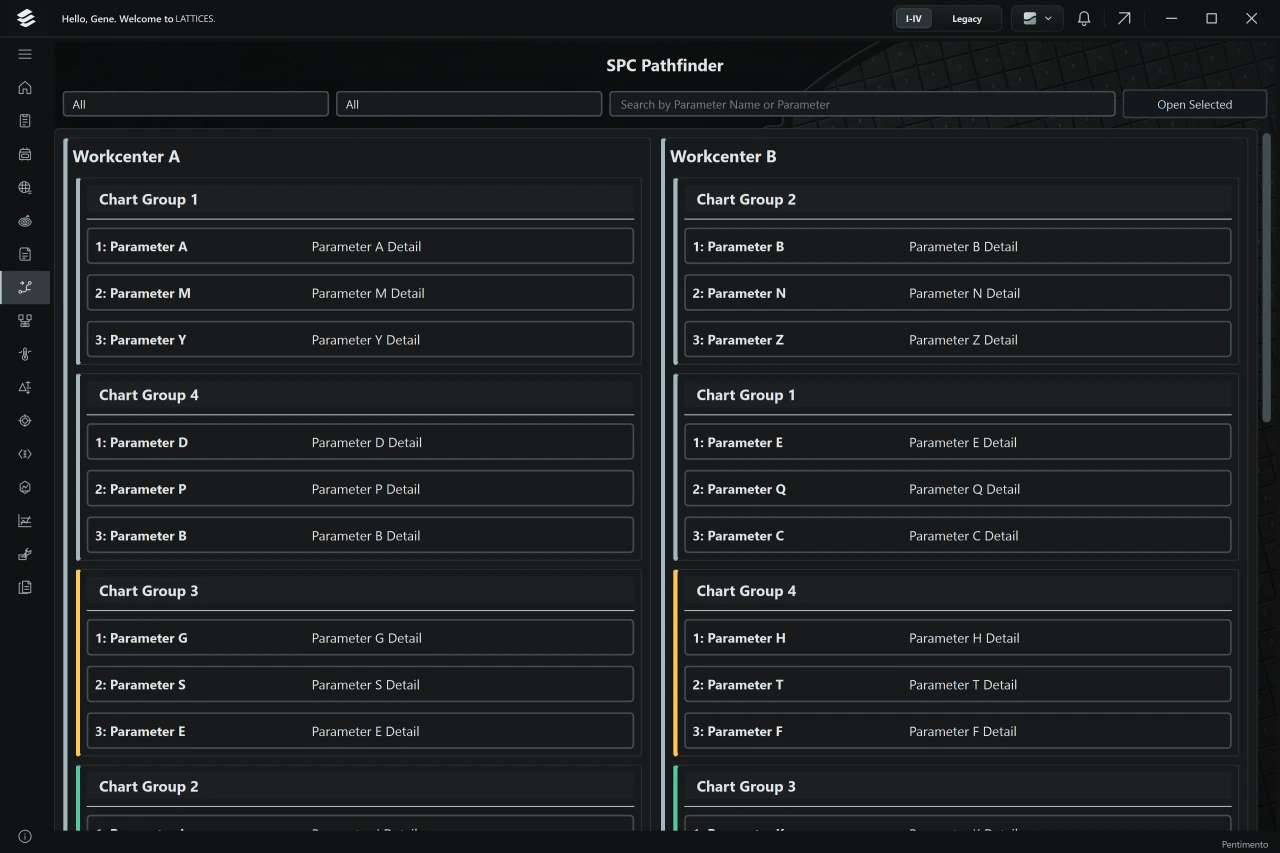 Hello, Gene. Welcome to LATTICES.
I-IV
Legacy
SPC Pathfinder
All
All
Search by Parameter Name or Parameter
Open Selected
Workcenter A
Chart Group 1
1: Parameter A Parameter A Detail
2: Parameter M Parameter M Detail
3: Parameter Y Parameter Y Detail
Chart Group 4
1: Parameter D Parameter D Detail
2: Parameter P Parameter P Detail
3: Parameter B Parameter B Detail
Chart Group 3
1: Parameter G Parameter G Detail
2: Parameter S Parameter S Detail
3: Parameter E Parameter E Detail
Chart Group 2
Workcenter B
Chart Group 2
1: Parameter B Parameter B Detail
2: Parameter N Parameter N Detail
3: Parameter Z Parameter Z Detail
Chart Group 1
1: Parameter E Parameter E Detail
2: Parameter Q Parameter Q Detail
3: Parameter C Parameter C Detail
Chart Group 4
1: Parameter H Parameter H Detail
2: Parameter T Parameter T Detail
3: Parameter F Parameter F Detail
Chart Group 3
Pentimento